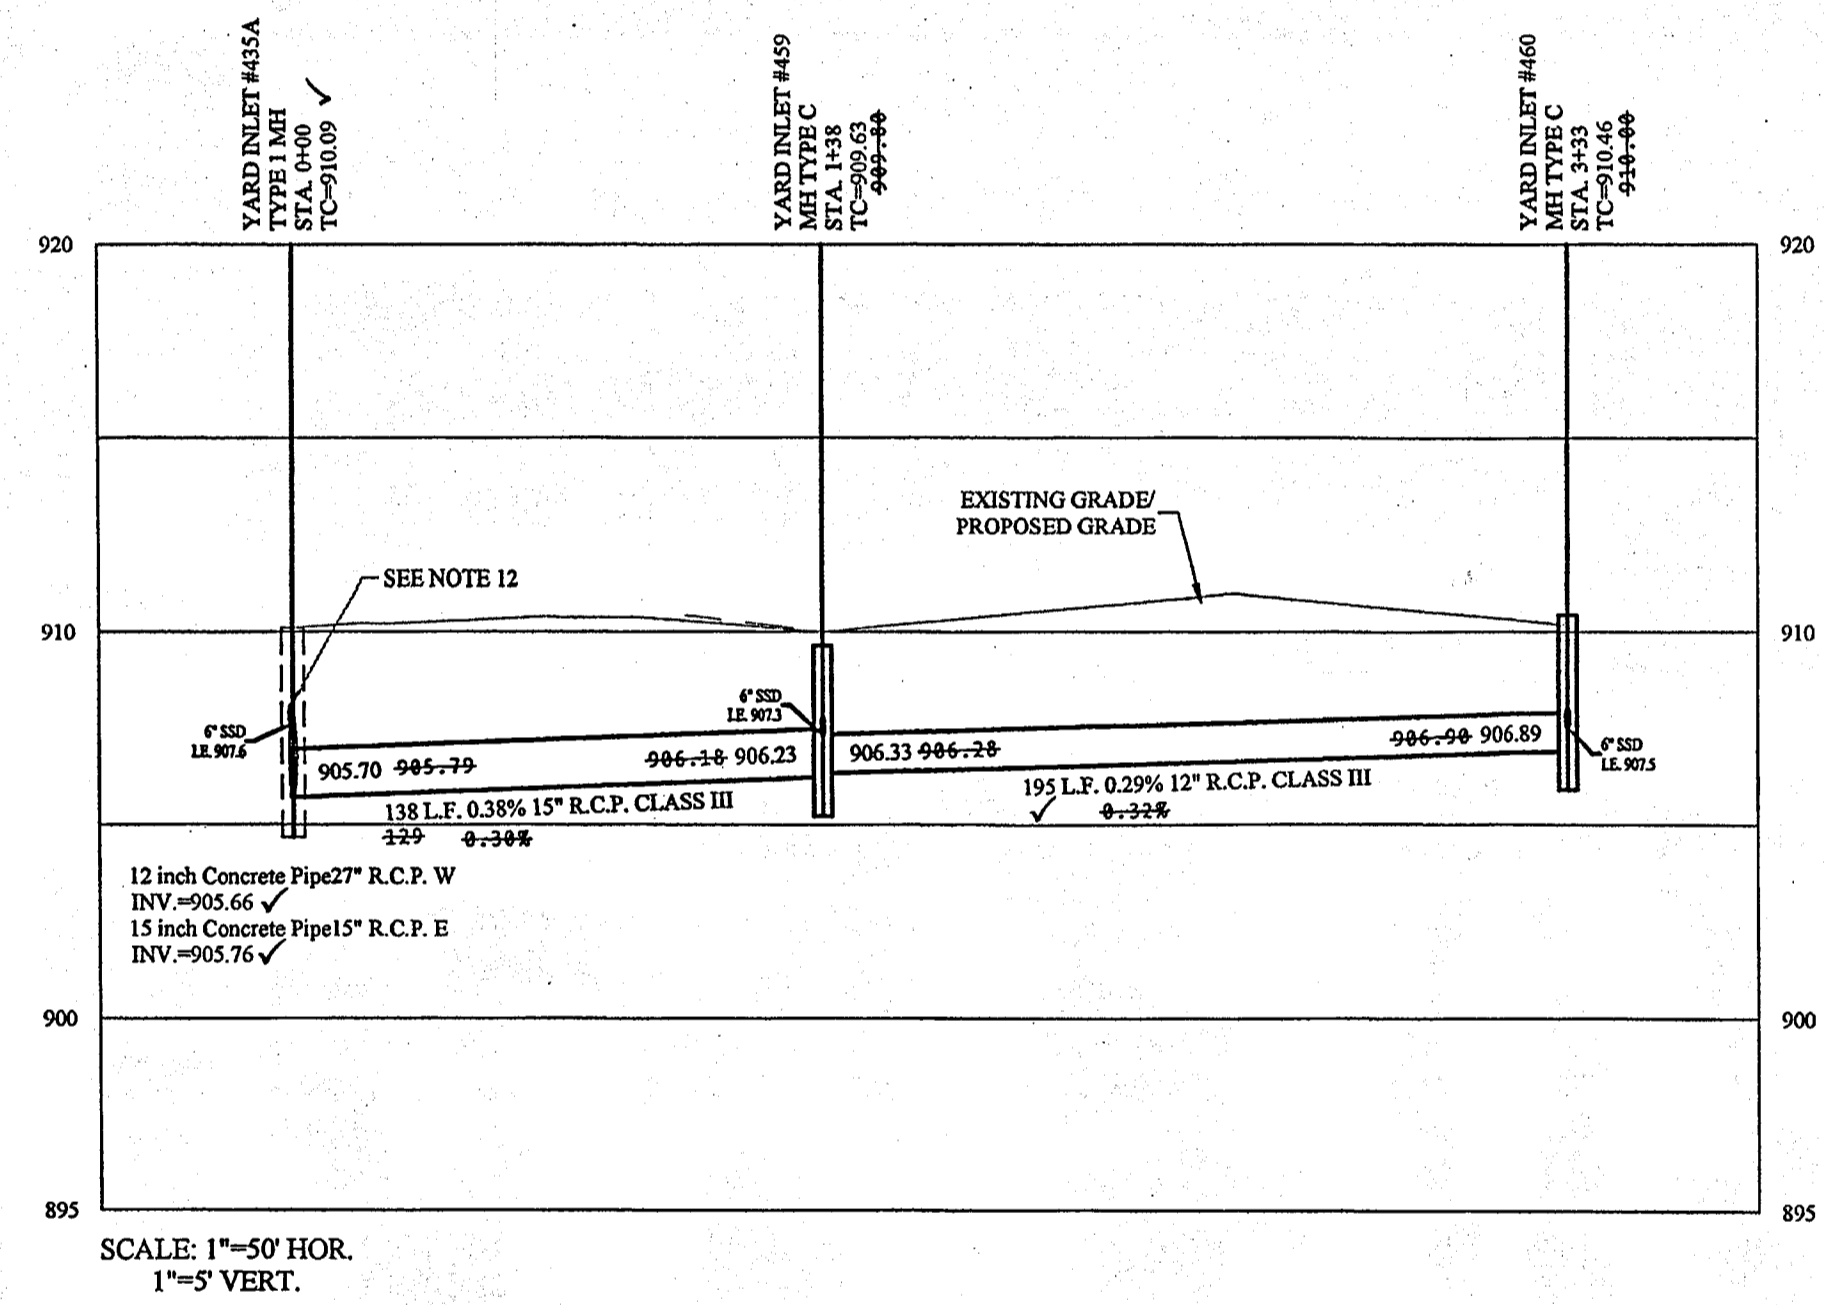 YARD INLET #435A
TYPE 1 MH
STA. 0+00
TC=910.09 ✓
YARD INLET #459
MH TYPE C
STA. 1+38
TC=909.63
909.80
YARD INLET #460
MH TYPE C
STA. 3+33
TC=910.46
910.00
920
920
EXISTING GRADE/
PROPOSED GRADE
SEE NOTE 12
910
910
6" SSD
I.E. 907.6
6" SSD
I.E. 907.3
6" SSD
I.E. 907.5
905.70 905.79
906.18 906.23
906.33 906.28
906.90 906.89
138 L.F. 0.38% 15" R.C.P. CLASS III
129 0.30%
195 L.F. 0.29% 12" R.C.P. CLASS III
✓ 0.32%
12 inch Concrete Pipe27" R.C.P. W
INV.=905.66 ✓
15 inch Concrete Pipe15" R.C.P. E
INV.=905.76 ✓
900
900
895
895
SCALE: 1"=50' HOR.
1"=5' VERT.